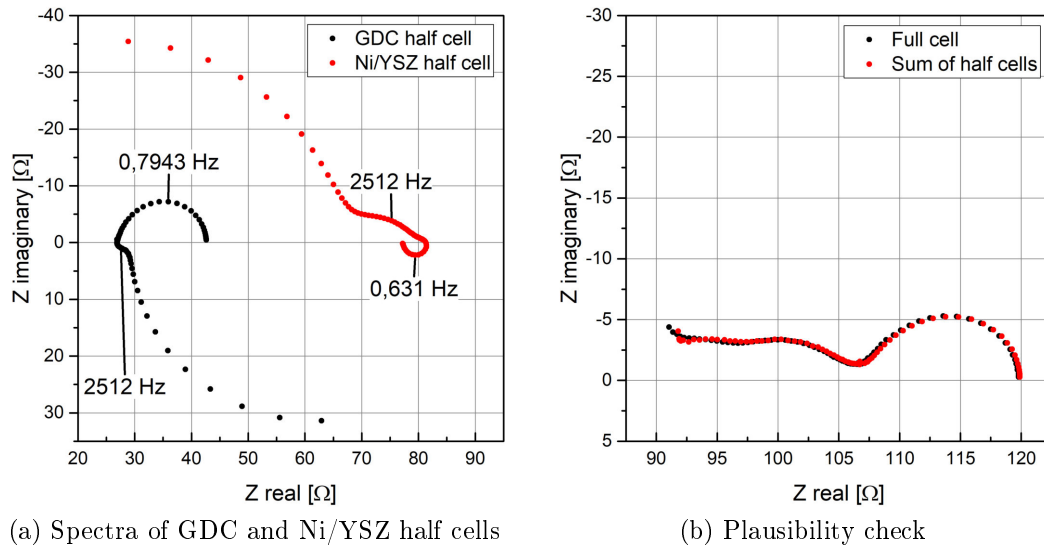 -40
-30
-20
-10
0
10
20
30
20 30 40 50 60 70 80 90
Z imaginary [Ω]
Z real [Ω]
GDC half cell
Ni/YSZ half cell
0,7943 Hz
2512 Hz
0,631 Hz
2512 Hz
(a) Spectra of GDC and Ni/YSZ half cells
-30
-25
-20
-15
-10
-5
0
5
90 95 100 105 110 115 120
Z imaginary [Ω]
Z real [Ω]
Full cell
Sum of half cells
(b) Plausibility check